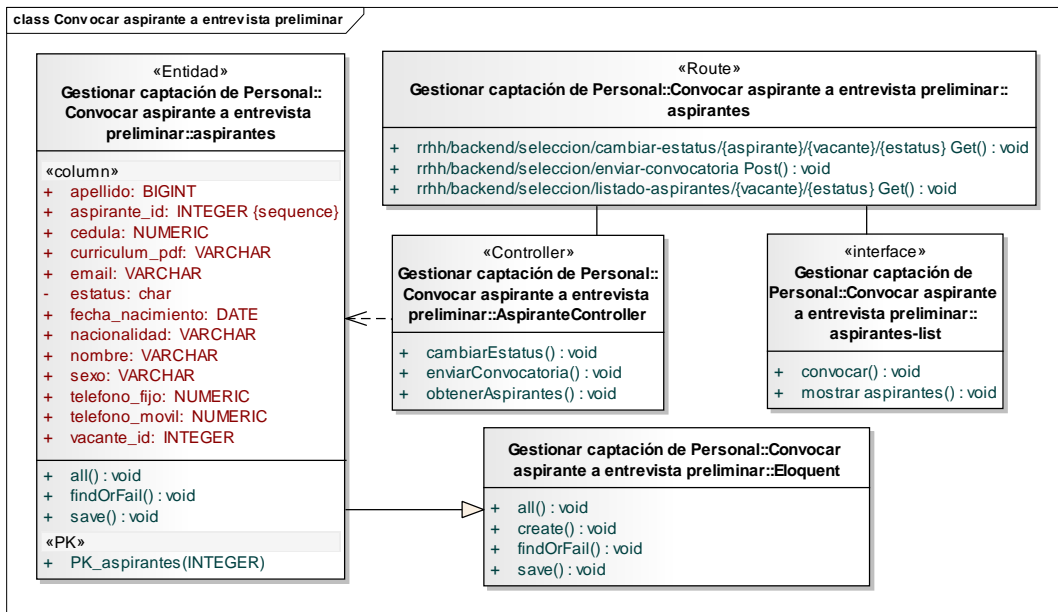 class Convocar aspirante a entrevista preliminar
«Entidad»
Gestionar captación de Personal::
Convocar aspirante a entrevista
preliminar::aspirantes
«column»
+ apellido: BIGINT
+ aspirante_id: INTEGER {sequence}
+ cedula: NUMERIC
+ curriculum_pdf: VARCHAR
+ email: VARCHAR
- estatus: char
+ fecha_nacimiento: DATE
+ nacionalidad: VARCHAR
+ nombre: VARCHAR
+ sexo: VARCHAR
+ telefono_fijo: NUMERIC
+ telefono_movil: NUMERIC
+ vacante_id: INTEGER
+ all() : void
+ findOrFail() : void
+ save() : void
«PK»
+ PK_aspirantes(INTEGER)
«Route»
Gestionar captación de Personal::Convocar aspirante a entrevista preliminar::
aspirantes
+ rrhh/backend/seleccion/cambiar-estatus/{aspirante}/{vacante}/{estatus} Get() : void
+ rrhh/backend/seleccion/enviar-convocatoria Post() : void
+ rrhh/backend/seleccion/listado-aspirantes/{vacante}/{estatus} Get() : void
«Controller»
Gestionar captación de Personal::
Convocar aspirante a entrevista
preliminar::AspiranteController
+ cambiarEstatus() : void
+ enviarConvocatoria() : void
+ obtenerAspirantes() : void
«interface»
Gestionar captación de
Personal::Convocar aspirante
a entrevista preliminar::
aspirantes-list
+ convocar() : void
+ mostrar aspirantes() : void
Gestionar captación de Personal::Convocar
aspirante a entrevista preliminar::Eloquent
+ all() : void
+ create() : void
+ findOrFail() : void
+ save() : void